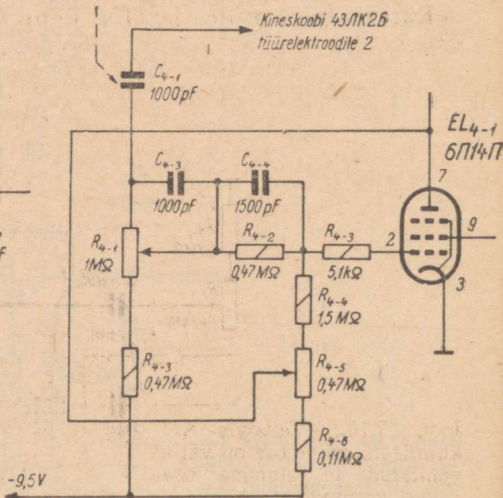 Kineskoobi 43ЛК2Б
tüürelektroodile 2
C4-1
1000pF
EL4-1
6П14П
7
C4-3
1000pF
C4-4
1500pF
R4-1
1MΩ
R4-2
0,47MΩ
R4-3
5,1kΩ
2
9
3
R4-4
1,5MΩ
R4-3
0,47MΩ
R4-5
0,47MΩ
R4-6
0,11MΩ
-9,5V